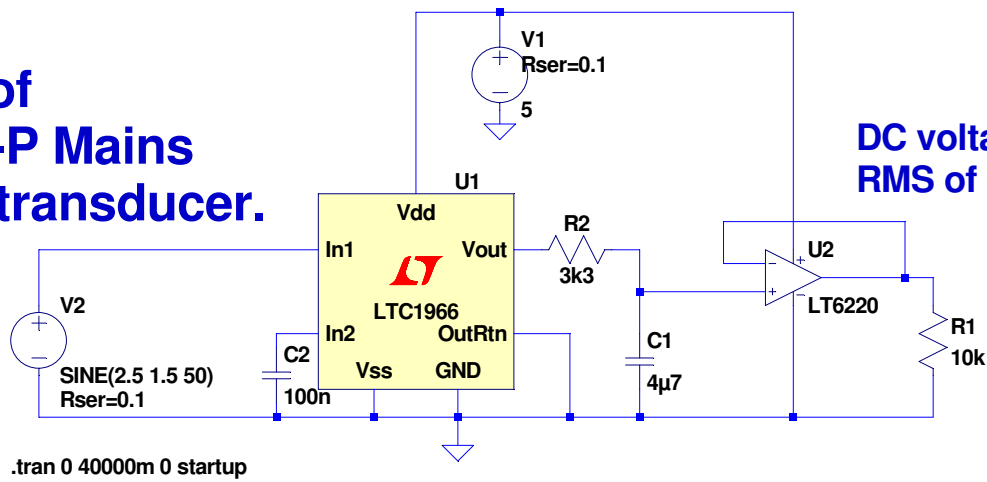 of
-P Mains
transducer.
V1
Rser=0.1
5
DC volta
RMS of
U1
Vdd
In1
Vout
LTC1966
In2
OutRtn
Vss
GND
R2
3k3
U2
LT6220
R1
10k
C1
4µ7
C2
100n
V2
SINE(2.5 1.5 50)
Rser=0.1
.tran 0 40000m 0 startup